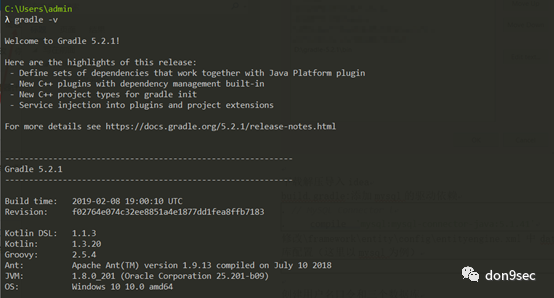 C:\Users\admin
λ gradle -v
Welcome to Gradle 5.2.1!
Here are the highlights of this release:
- Define sets of dependencies that work together with Java Platform plugin
- New C++ plugins with dependency management built-in
- New C++ project types for gradle init
- Service injection into plugins and project extensions
For more details see https://docs.gradle.org/5.2.1/release-notes.html
------------------------------------------------------------
Gradle 5.2.1
------------------------------------------------------------
Build time:   2019-02-08 19:00:10 UTC
Revision:     f02764e074c32ee8851a4e1877dd1fea8ffb7183
Kotlin DSL:   1.1.3
Kotlin:       1.3.20
Groovy:       2.5.4
Ant:          Apache Ant(TM) version 1.9.13 compiled on July 10 2018
JVM:          1.8.0_201 (Oracle Corporation 25.201-b09)
OS:           Windows 10 10.0 amd64
don9sec